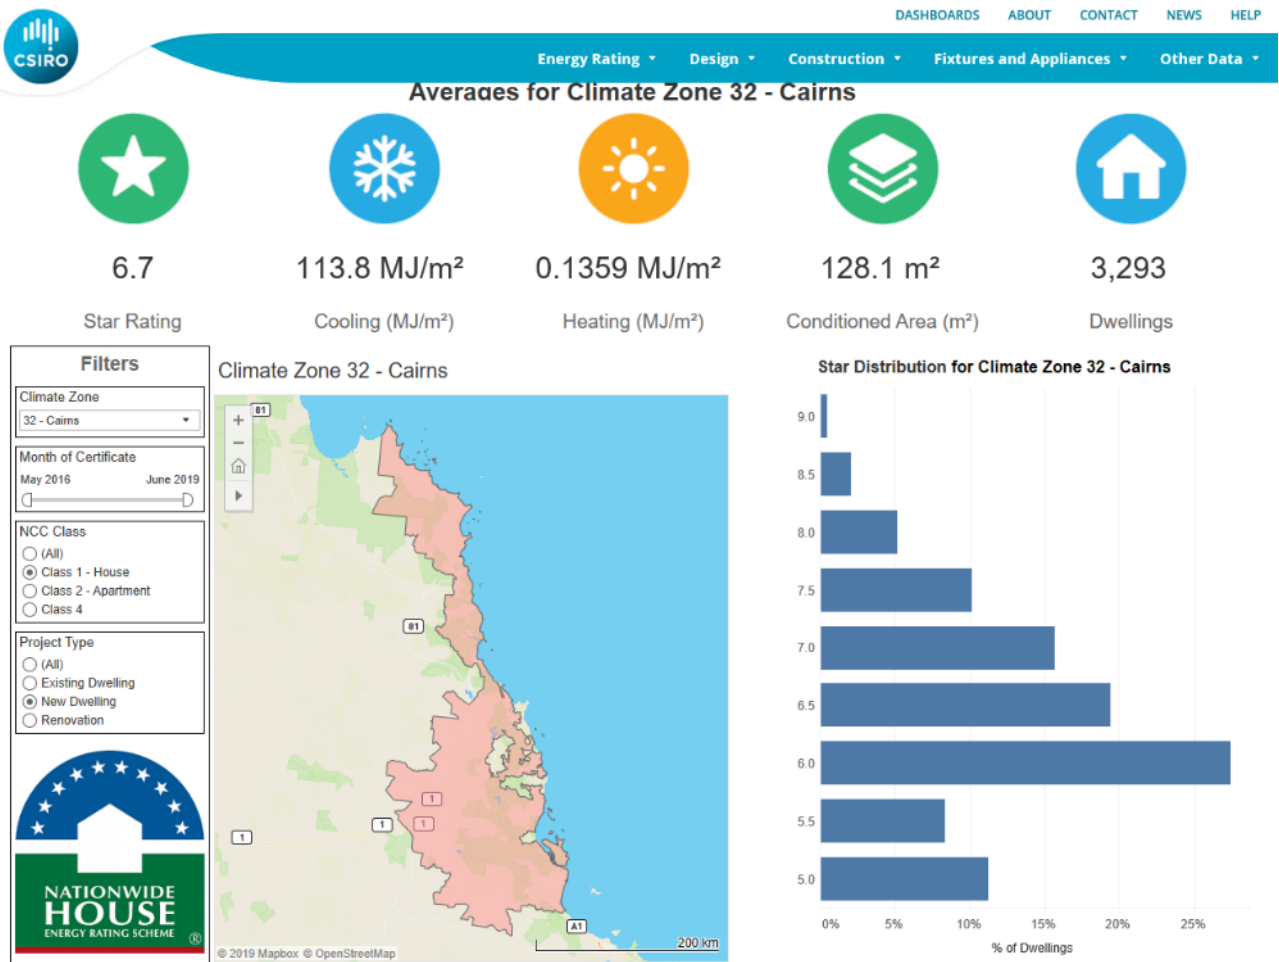 DASHBOARDS ABOUT CONTACT NEWS HELP
CSIRO
Energy Rating Design Construction Fixtures and Appliances Other Data
Averages for Climate Zone 32 - Cairns
6.7 113.8 MJ/m² 0.1359 MJ/m² 128.1 m² 3,293
Star Rating Cooling (MJ/m²) Heating (MJ/m²) Conditioned Area (m²) Dwellings
Filters
Climate Zone
32 - Cairns
Month of Certificate
May 2016 June 2019
NCC Class
(All)
Class 1 - House
Class 2 - Apartment
Class 4
Project Type
(All)
Existing Dwelling
New Dwelling
Renovation
NATIONWIDE
HOUSE
ENERGY RATING SCHEME ®
Climate Zone 32 - Cairns
+
81
−
81
1
1
1
1
A1
200 km
© 2019 Mapbox © OpenStreetMap
Star Distribution for Climate Zone 32 - Cairns
9.0
8.5
8.0
7.5
7.0
6.5
6.0
5.5
5.0
0% 5% 10% 15% 20% 25%
% of Dwellings